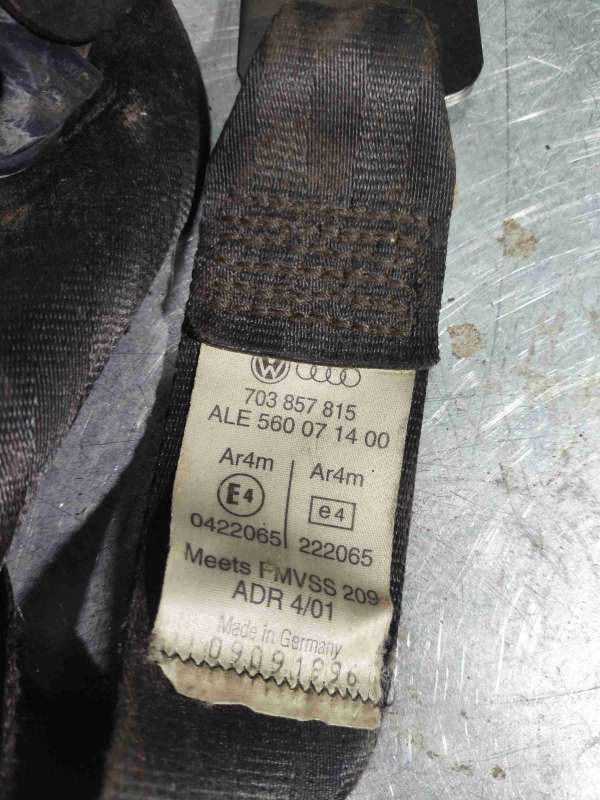 703 857 815
ALE 560 07 14 00
Ar4m Ar4m
E4 e4
0422065 222065
Meets FMVSS 209
ADR 4/01
Made in Germany